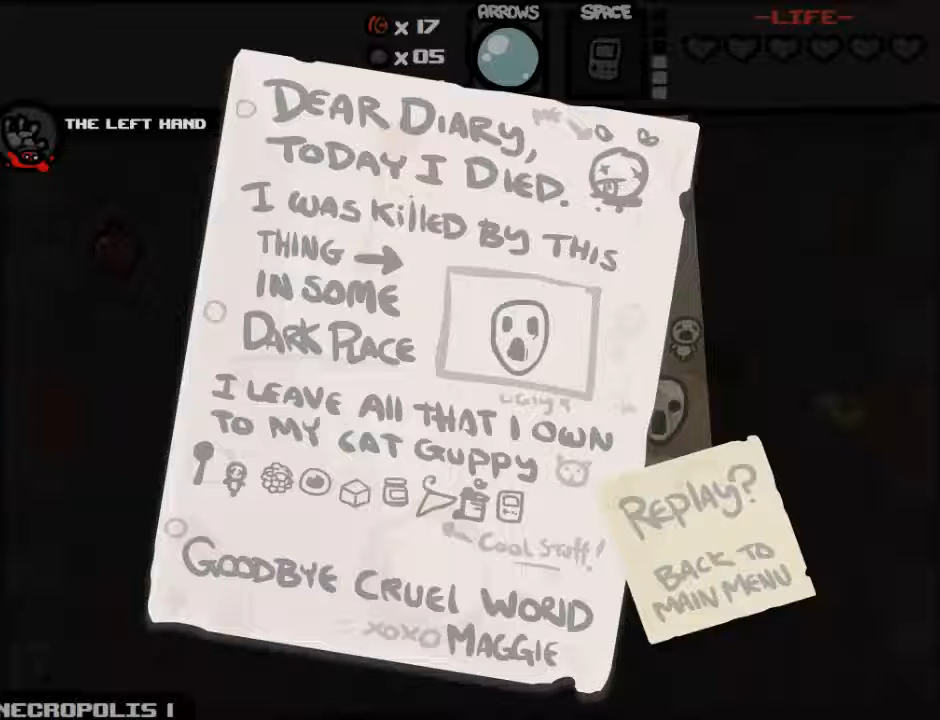 x 17
x 05
ARROWS
SPACE
-LIFE-
THE LEFT HAND
DEAR DIARY,
ME
TODAY I DIED.
I WAS KILLED BY THIS
THING →
IN SOME
DARK PLACE
UGLY
I LEAVE ALL THAT I OWN
TO MY CAT GUPPY
COOL STUFF!
GOODBYE CRUEL WORLD
XOXO MAGGIE
REPLAY?
BACK TO
MAIN MENU
NECROPOLIS I